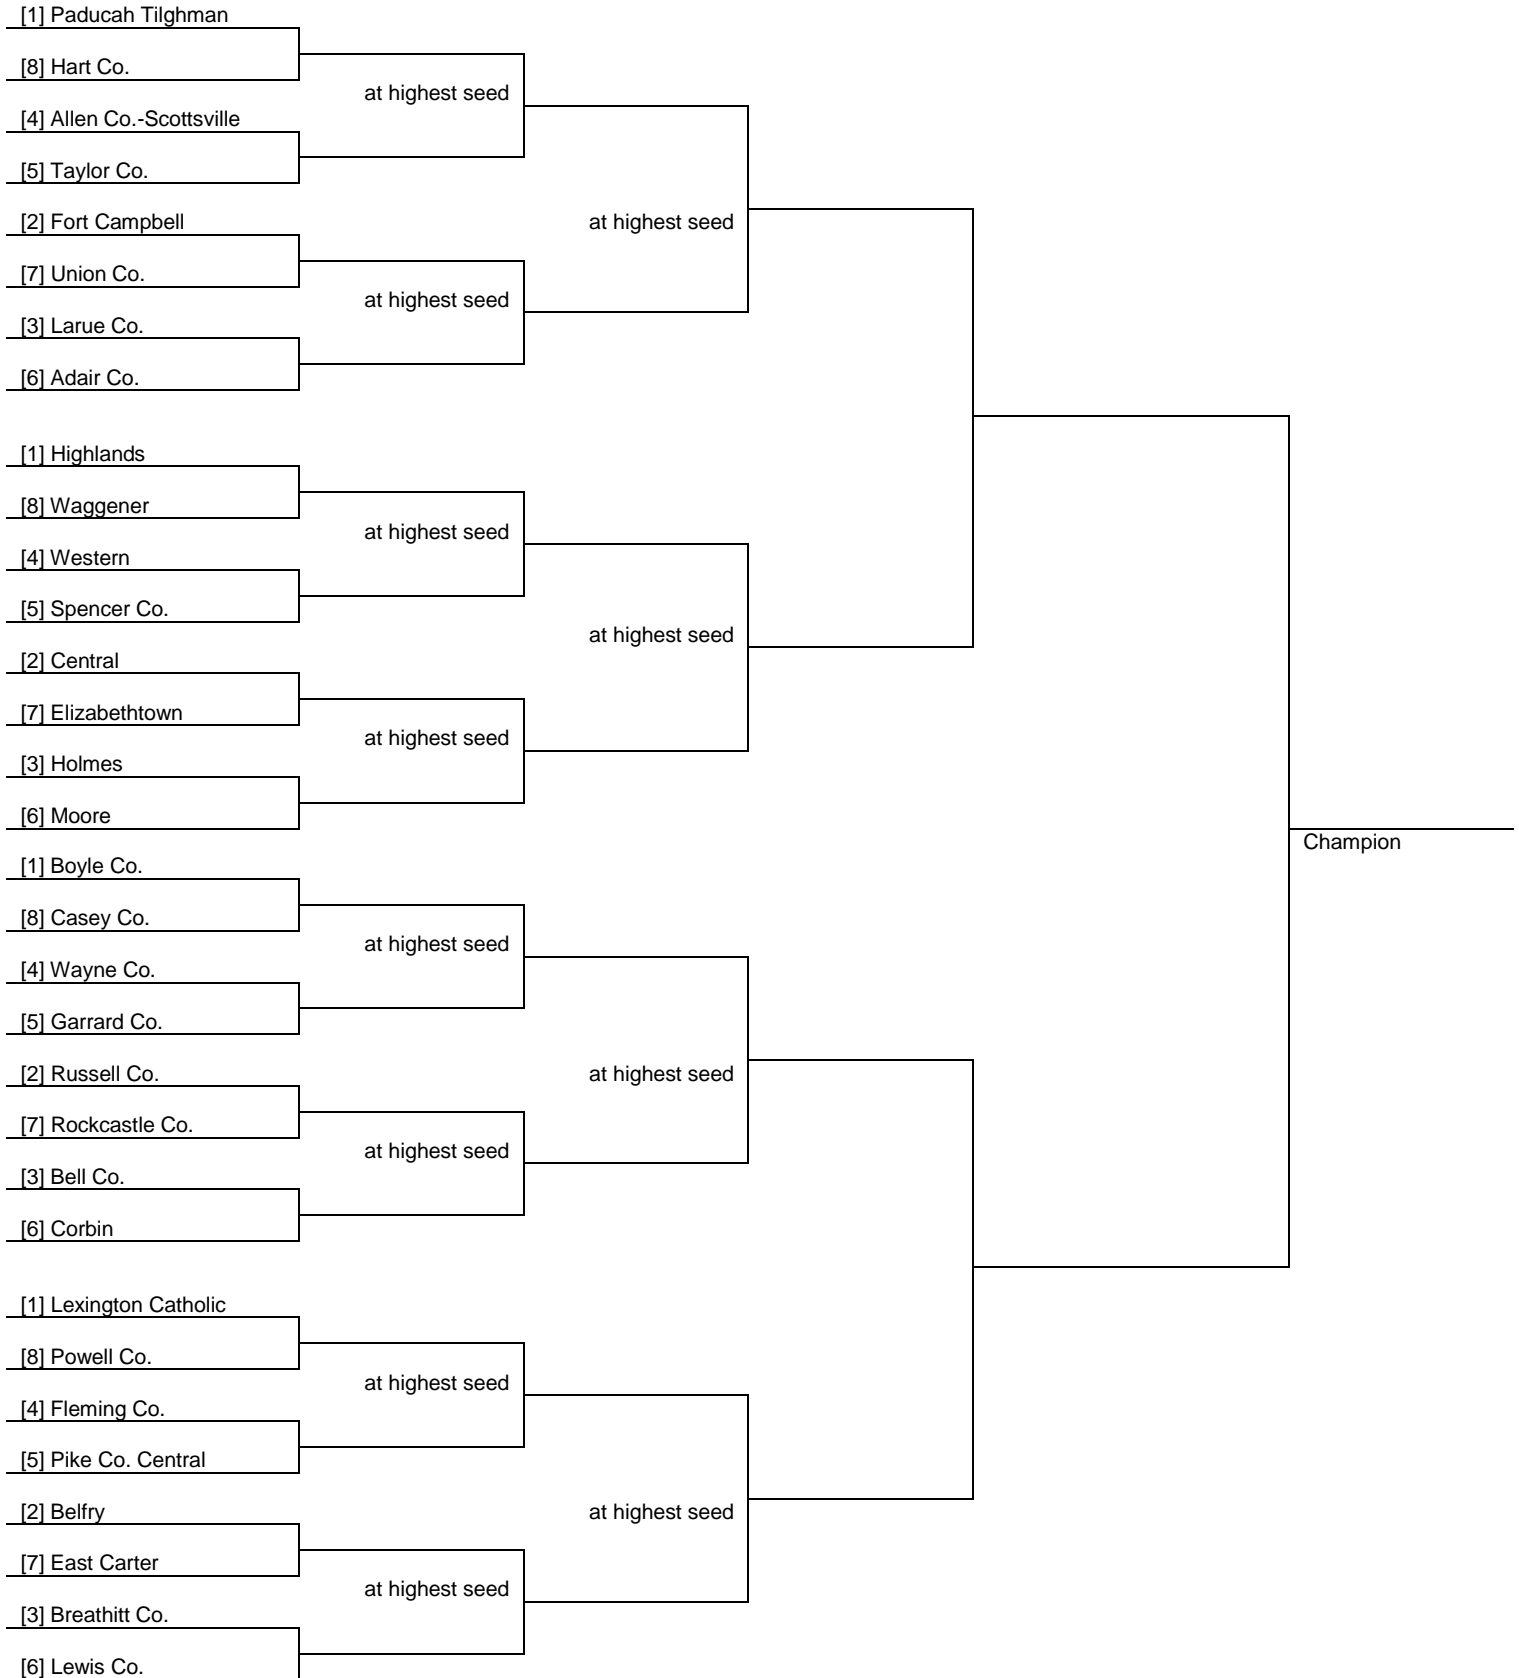 [1] Paducah Tilghman
[8] Hart Co.
at highest seed
[4] Allen Co.-Scottsville
[5] Taylor Co.
[2] Fort Campbell
at highest seed
[7] Union Co.
at highest seed
[3] Larue Co.
[6] Adair Co.
[1] Highlands
[8] Waggener
at highest seed
[4] Western
[5] Spencer Co.
at highest seed
[2] Central
[7] Elizabethtown
at highest seed
[3] Holmes
[6] Moore
Champion
[1] Boyle Co.
[8] Casey Co.
at highest seed
[4] Wayne Co.
[5] Garrard Co.
[2] Russell Co.
at highest seed
[7] Rockcastle Co.
at highest seed
[3] Bell Co.
[6] Corbin
[1] Lexington Catholic
[8] Powell Co.
at highest seed
[4] Fleming Co.
[5] Pike Co. Central
[2] Belfry
at highest seed
[7] East Carter
at highest seed
[3] Breathitt Co.
[6] Lewis Co.